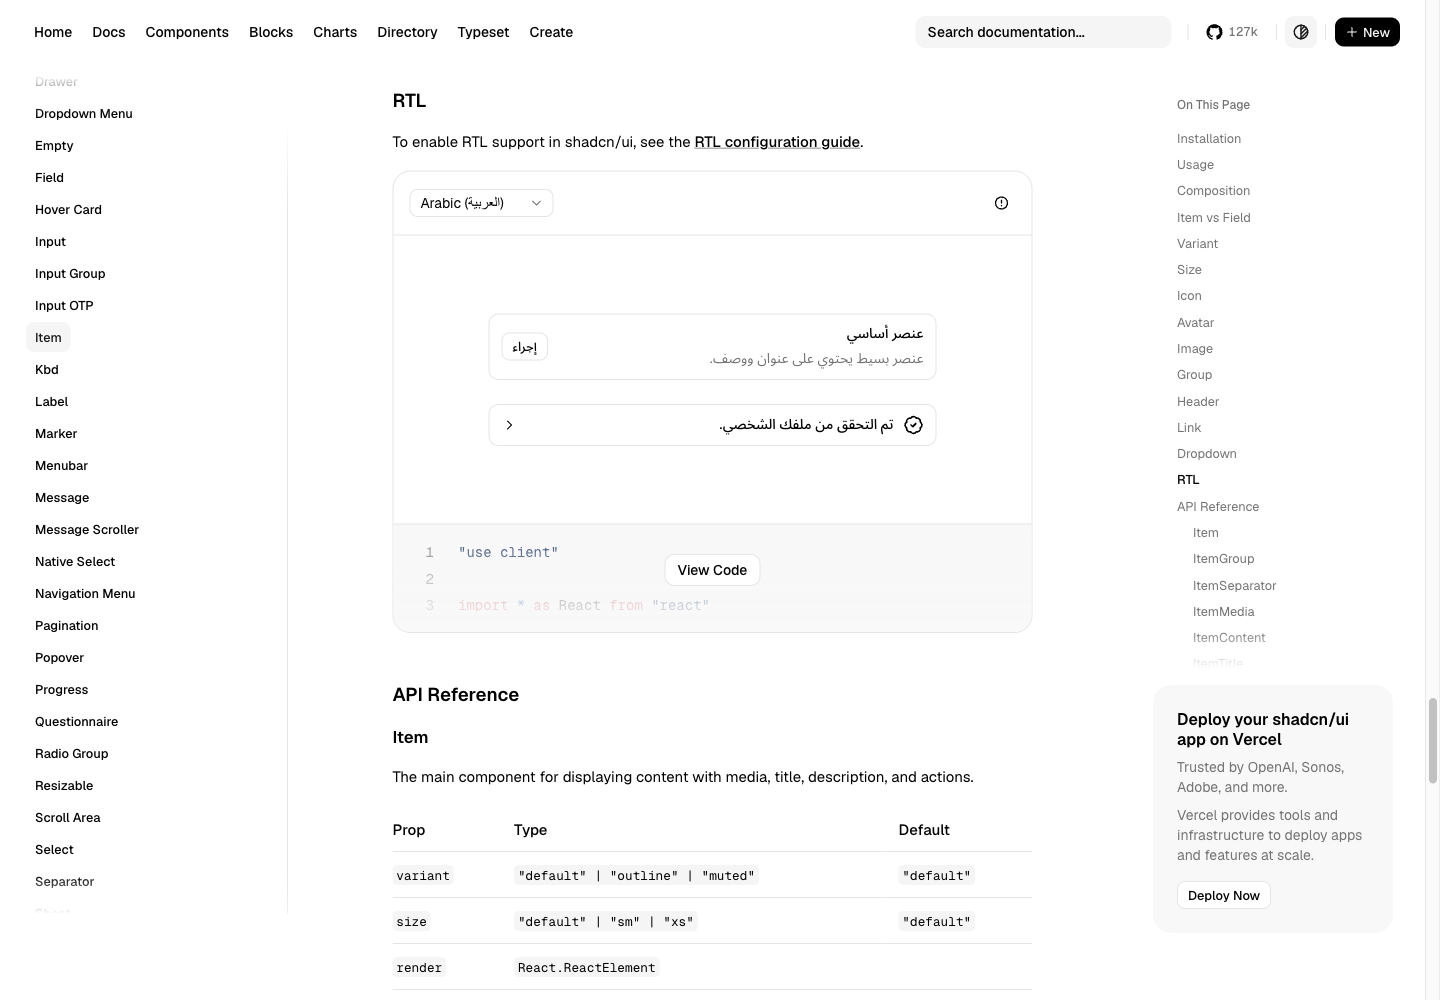 Home Docs Components Blocks Charts Directory Typeset Create
Search documentation...
127k
New
Drawer
Dropdown Menu
Empty
Field
Hover Card
Input
Input Group
Input OTP
Item
Kbd
Label
Marker
Menubar
Message
Message Scroller
Native Select
Navigation Menu
Pagination
Popover
Progress
Questionnaire
Radio Group
Resizable
Scroll Area
Select
Separator
Sheet
RTL
To enable RTL support in shadcn/ui, see the RTL configuration guide.
Arabic (العربية)
عنصر أساسي
عنصر بسيط يحتوي على عنوان ووصف.
إجراء
تم التحقق من ملفك الشخصي.
1 "use client"
2
3 import * as React from "react"
View Code
API Reference
Item
The main component for displaying content with media, title, description, and actions.
Prop Type Default
variant "default" | "outline" | "muted" "default"
size "default" | "sm" | "xs" "default"
render React.ReactElement
On This Page
Installation
Usage
Composition
Item vs Field
Variant
Size
Icon
Avatar
Image
Group
Header
Link
Dropdown
RTL
API Reference
Item
ItemGroup
ItemSeparator
ItemMedia
ItemContent
ItemTitle
Deploy your shadcn/ui
app on Vercel
Trusted by OpenAI, Sonos,
Adobe, and more.
Vercel provides tools and
infrastructure to deploy apps
and features at scale.
Deploy Now